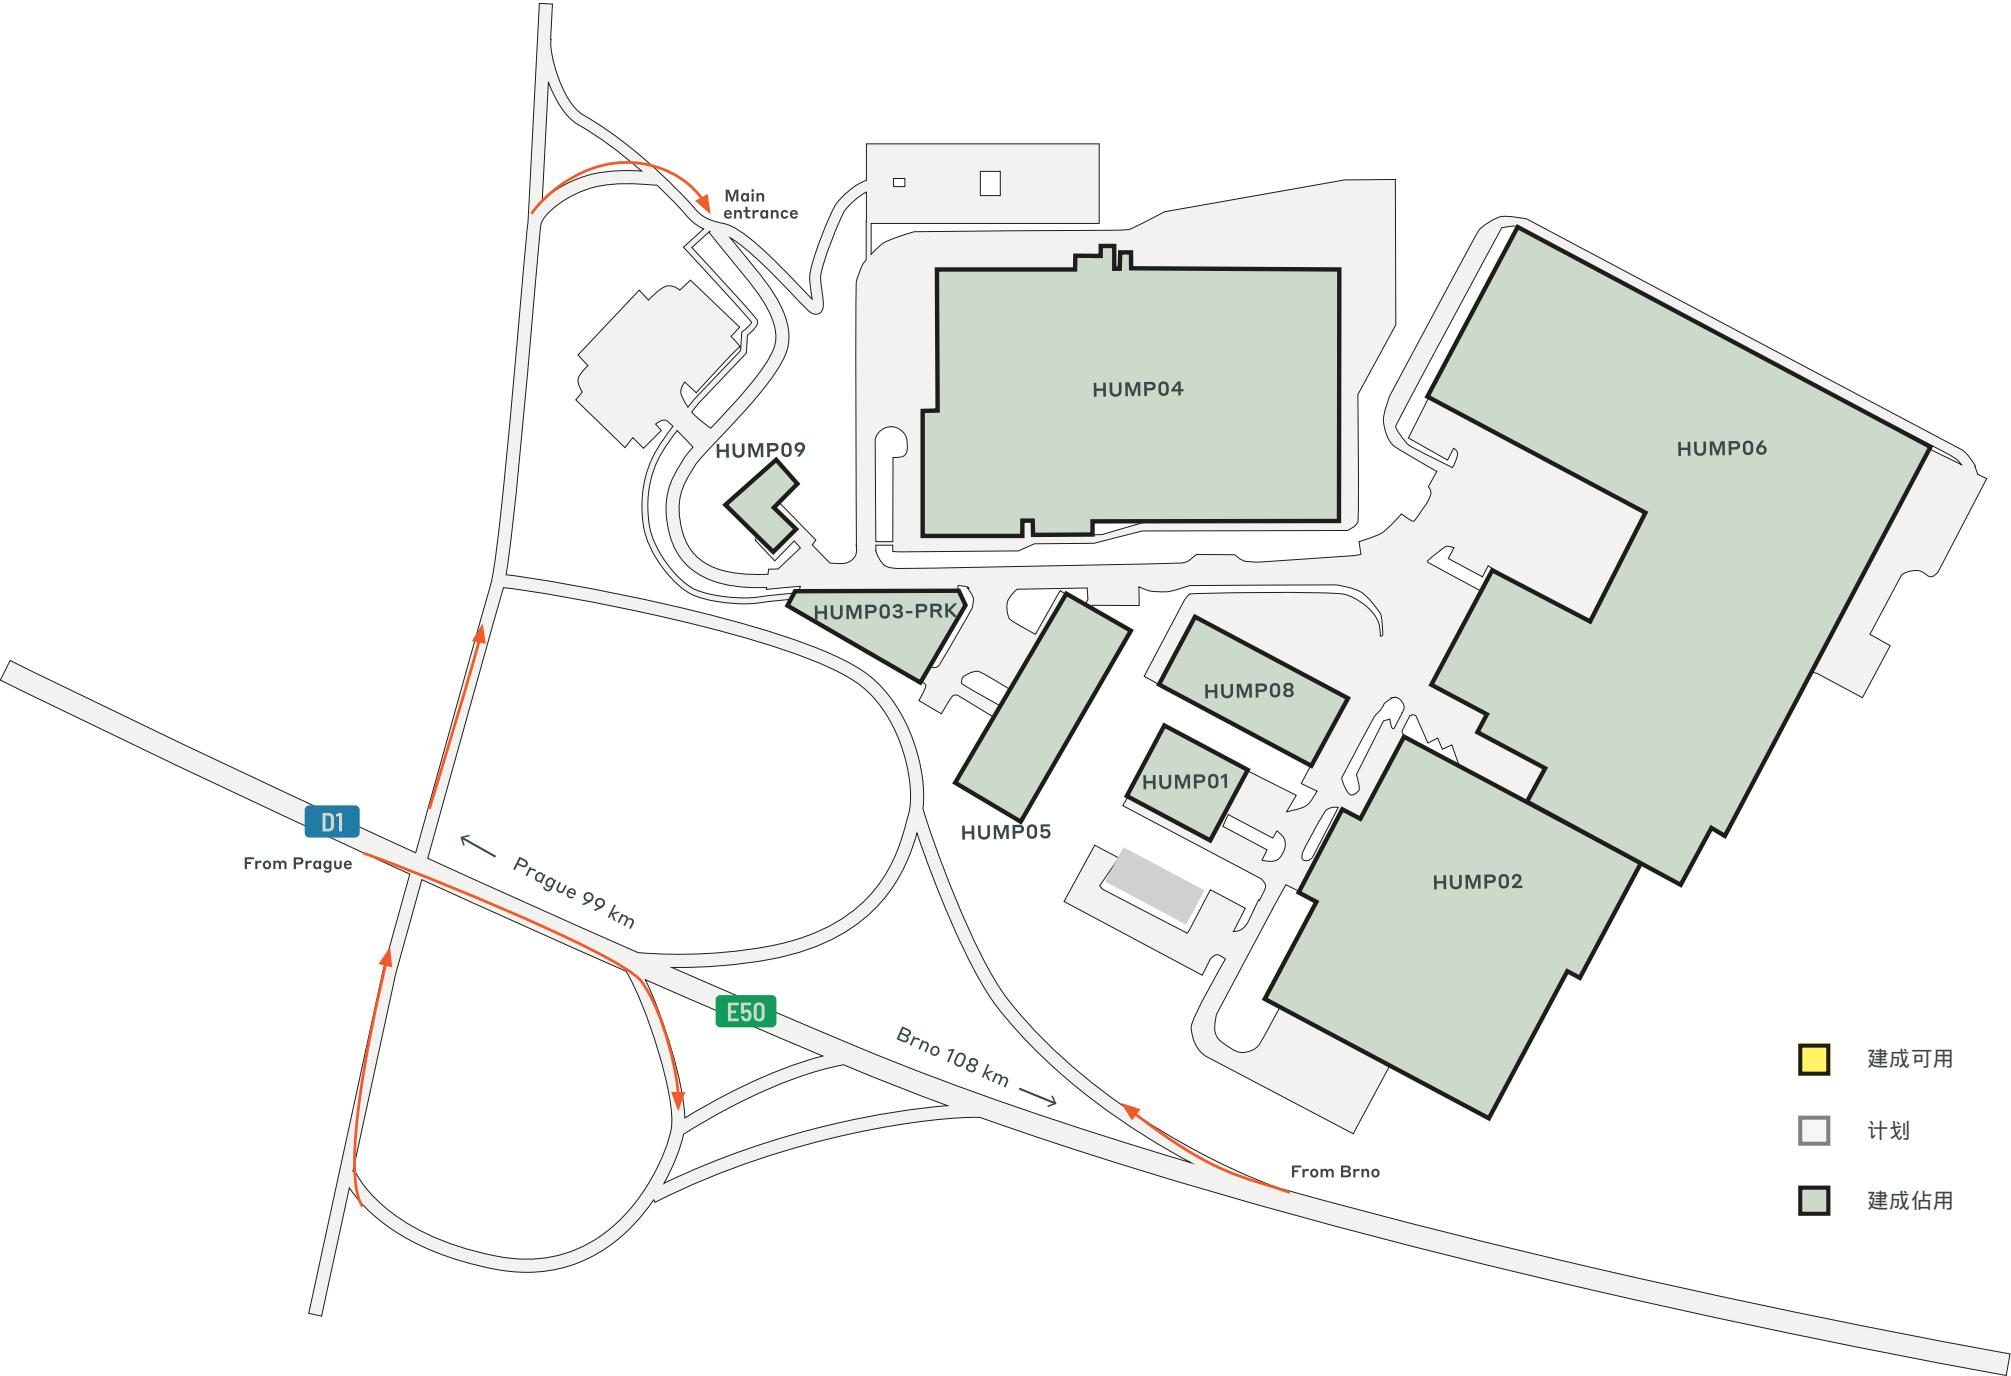 Main
entrance
HUMP04
HUMP06
HUMP09
HUMP03-PRK
HUMP08
HUMP01
HUMP05
D1
From Prague
Prague 99 km
HUMP02
E50
Brno 108 km
建成可用
计划
From Brno
建成佔用